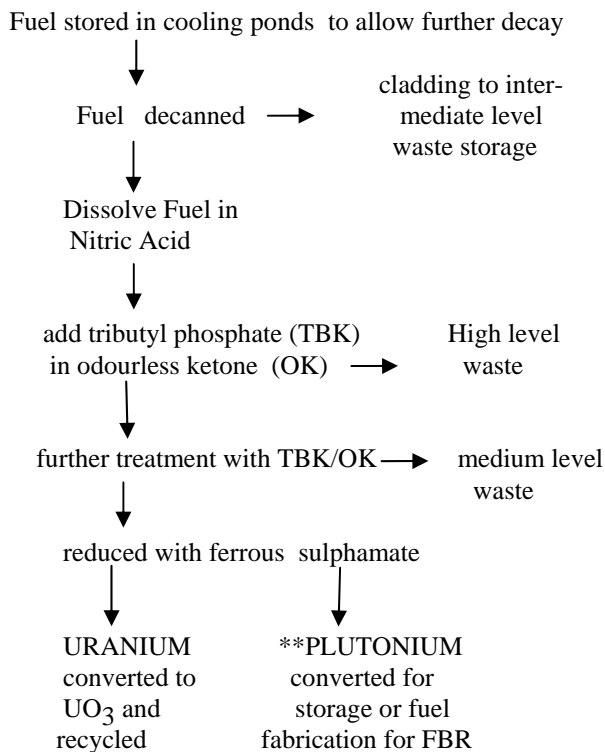 Fuel stored in cooling ponds to allow further decay
Fuel decanned
cladding to inter-
mediate level
waste storage
Dissolve Fuel in
Nitric Acid
add tributyl phosphate (TBK)
in odourless ketone (OK)
High level
waste
further treatment with TBK/OK
medium level
waste
reduced with ferrous sulphamate
URANIUM
converted to
UO3 and
recycled
**PLUTONIUM
converted for
storage or fuel
fabrication for FBR